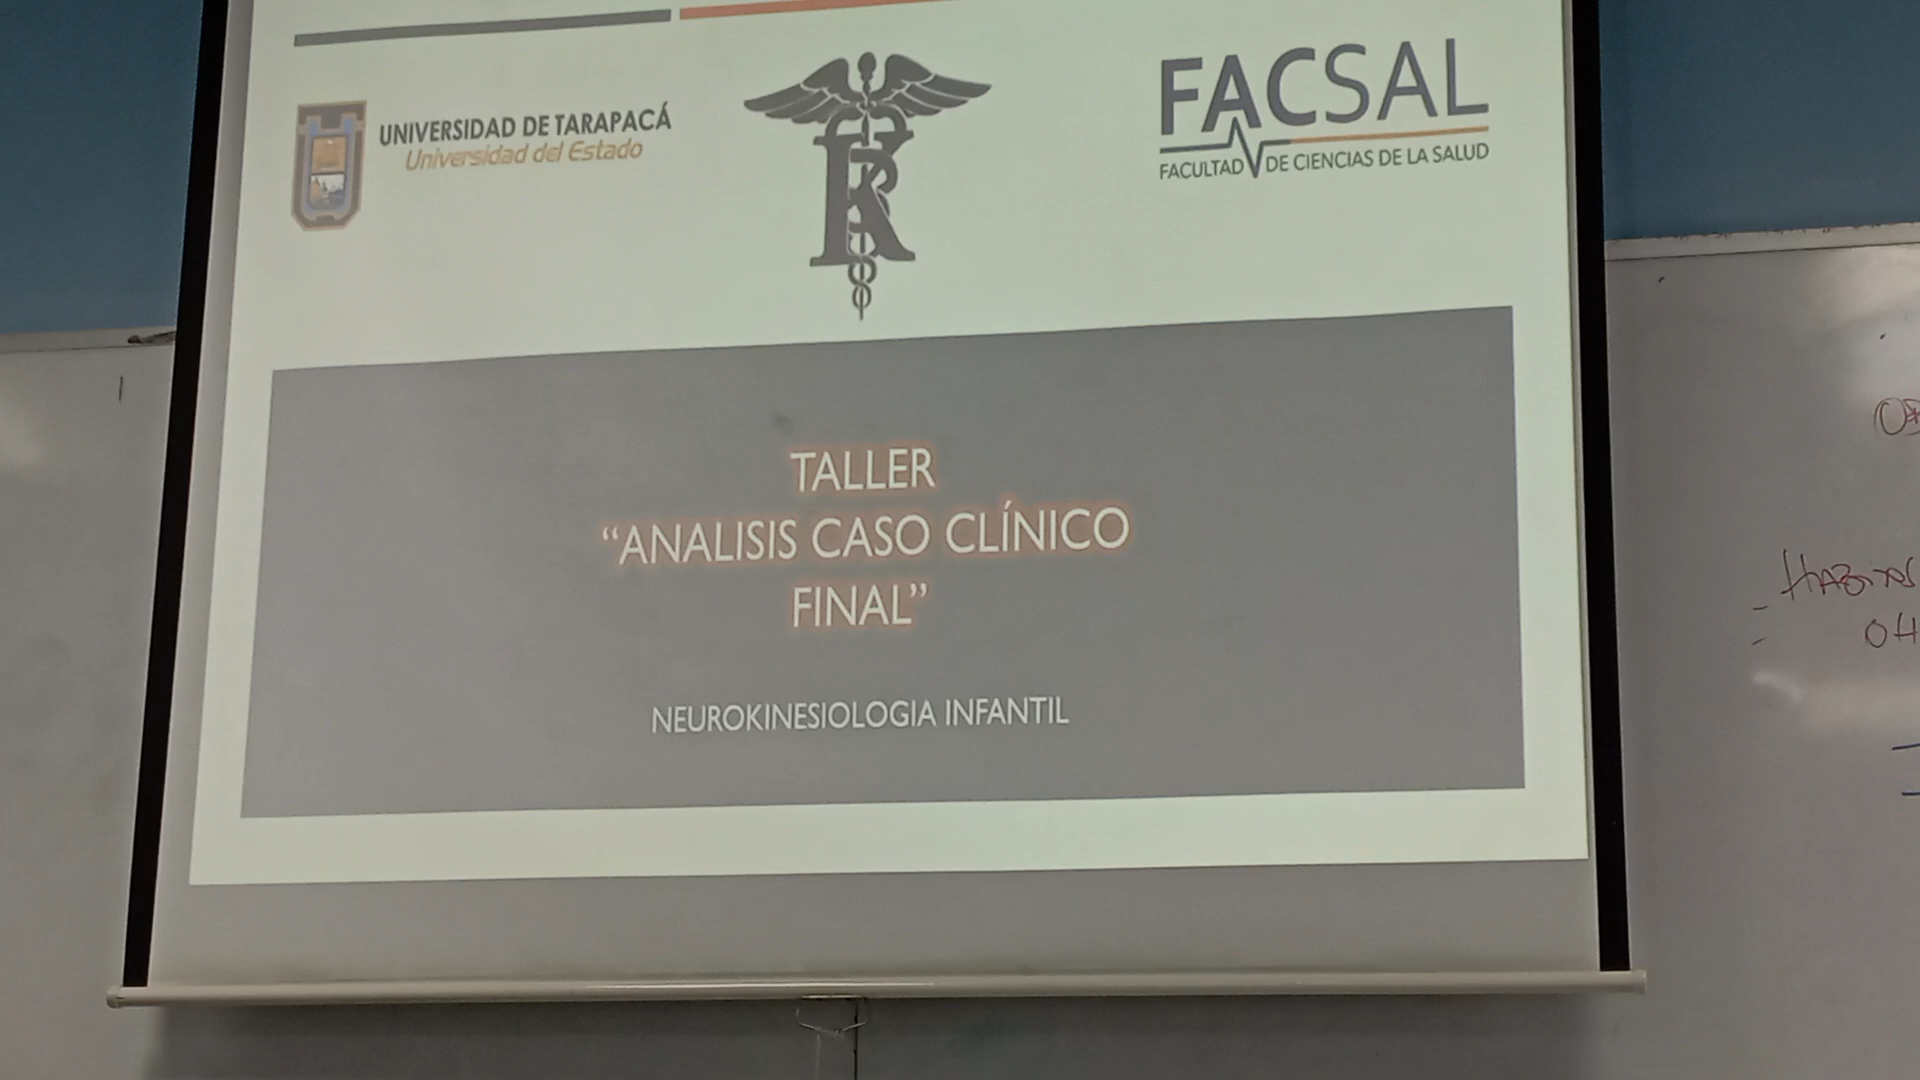 UNIVERSIDAD DE TARAPACÁ
Universidad del Estado
FACSAL
FACULTAD DE CIENCIAS DE LA SALUD
TALLER
“ANALISIS CASO CLÍNICO
FINAL”
NEUROKINESIOLOGIA INFANTIL
OH